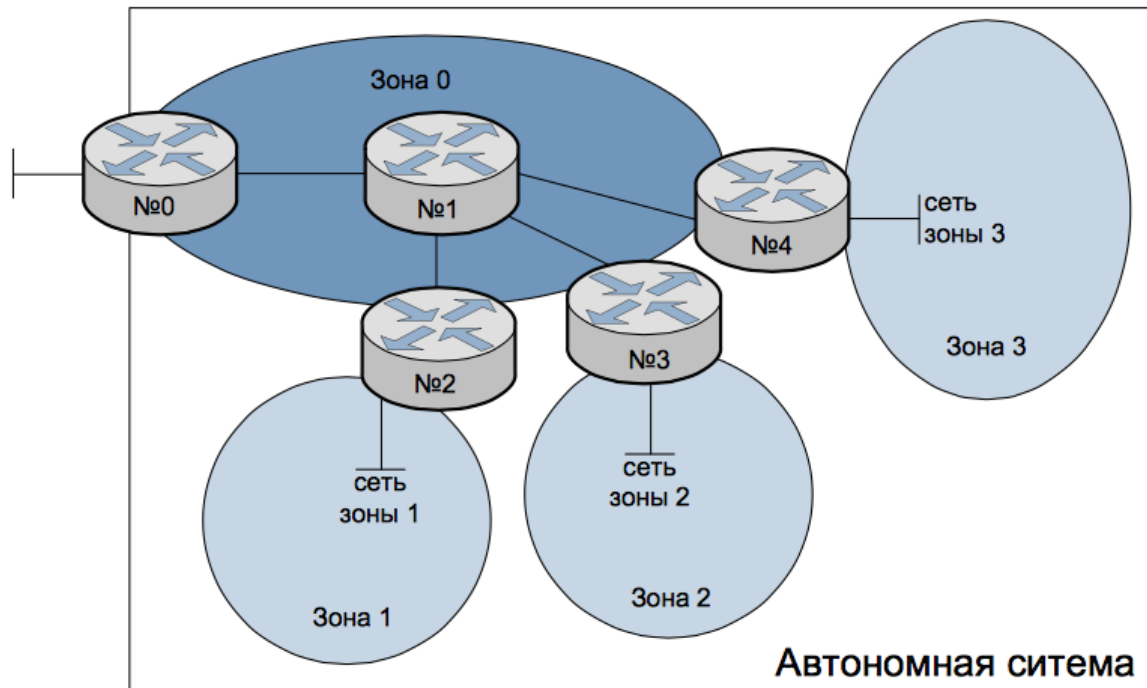 Зона 0
№0
№1
№4
сеть
зоны 3
№2
№3
Зона 3
сеть
зоны 1
сеть
зоны 2
Зона 1
Зона 2
Автономная ситема